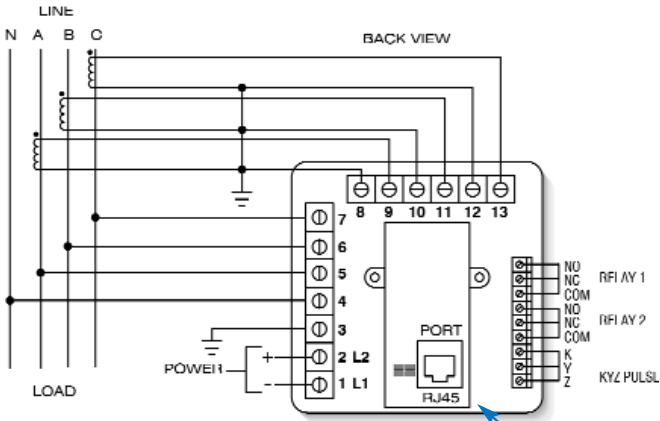 LINE
N A B C
BACK VIEW
8 9 10 11 12 13
7
6
5
4
3
POWER
+ 2 L2
- 1 L1
LOAD
PORT
RJ45
NO
NC
COM
RELAY 1
NO
NC
COM
RELAY 2
K
Y
Z
KYZ PULSE